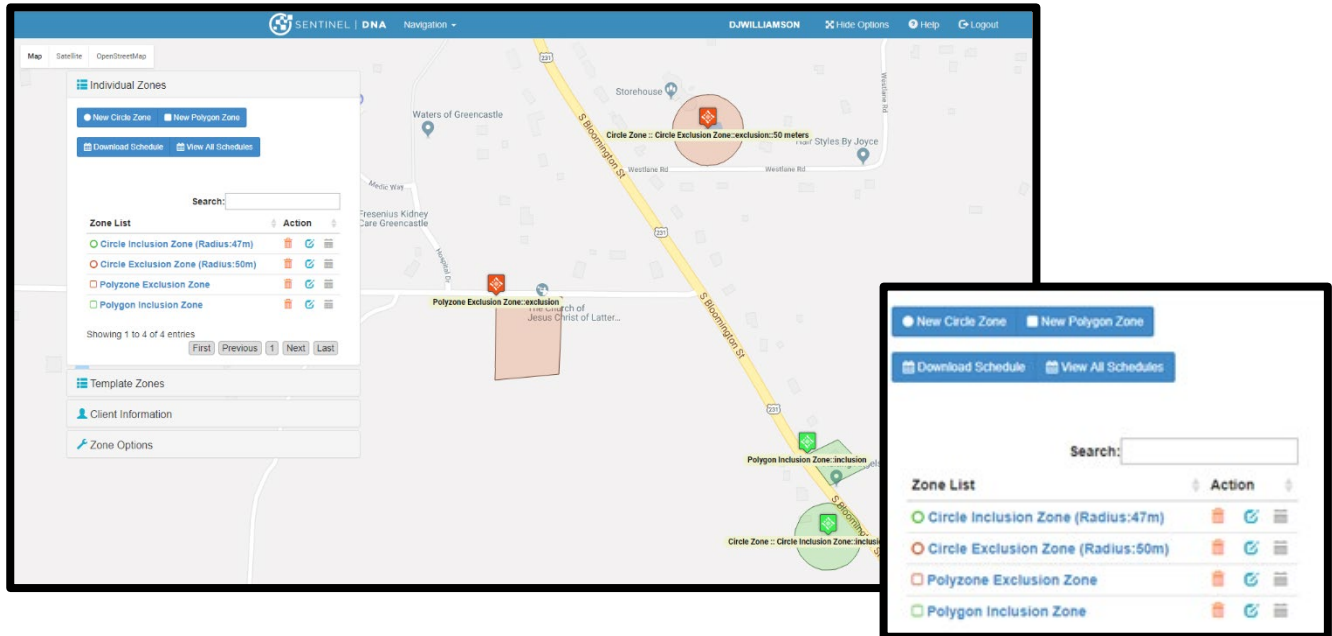 SENTINEL | DNA
Navigation
DJWILLIAMSON
Hide Options
Help
Logout
Map
Satellite
OpenStreetMap
Individual Zones
New Circle Zone
New Polygon Zone
Download Schedule
View All Schedules
Search:
Zone List
Action
Circle Inclusion Zone (Radius:47m)
Circle Exclusion Zone (Radius:50m)
Polyzone Exclusion Zone
Polygon Inclusion Zone
Showing 1 to 4 of 4 entries
First
Previous
1
Next
Last
Template Zones
Client Information
Zone Options
231
Storehouse
Waters of Greencastle
S Bloomington St
Westlane Rd
Circle Zone :: Circle Exclusion Zone::exclusion::50 meters
Hair Styles By Joyce
Westlane Rd
Westlane Rd
Medic Way
Fresenius Kidney
Care Greencastle
231
Hospital Dr
Polyzone Exclusion Zone::exclusion
The Church of
Jesus Christ of Latter...
S Bloomington St
231
Polygon Inclusion Zone::inclusion
S Bloomington St
Circle Zone :: Circle Inclusion Zone::inclusi
New Circle Zone
New Polygon Zone
Download Schedule
View All Schedules
Search:
Zone List
Action
Circle Inclusion Zone (Radius:47m)
Circle Exclusion Zone (Radius:50m)
Polyzone Exclusion Zone
Polygon Inclusion Zone